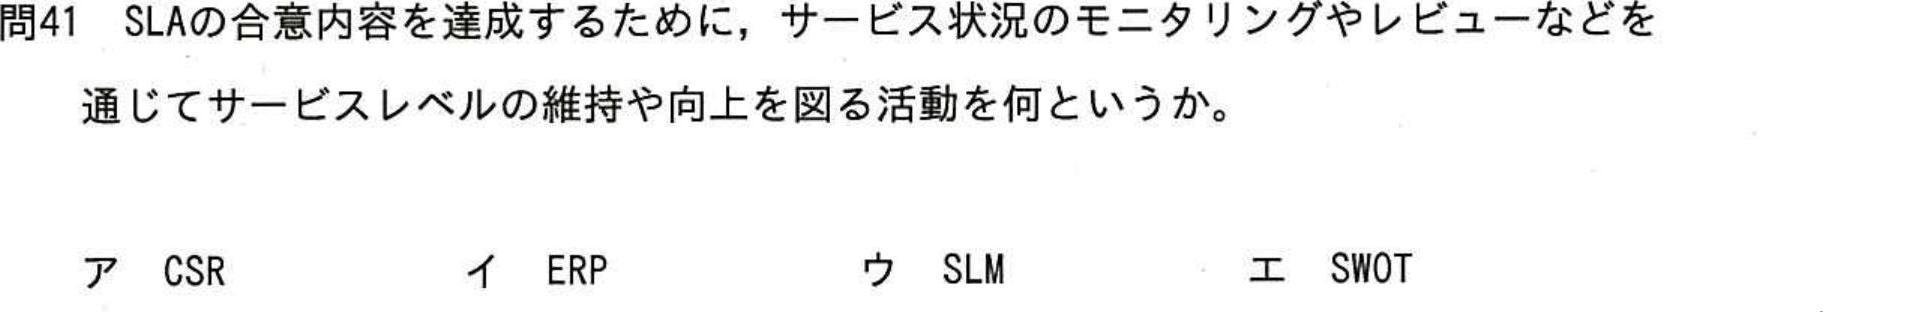 問41　SLAの合意内容を達成するために，サービス状況のモニタリングやレビューなどを
通じてサービスレベルの維持や向上を図る活動を何というか。
ア　CSR　イ　ERP　ウ　SLM　エ　SWOT